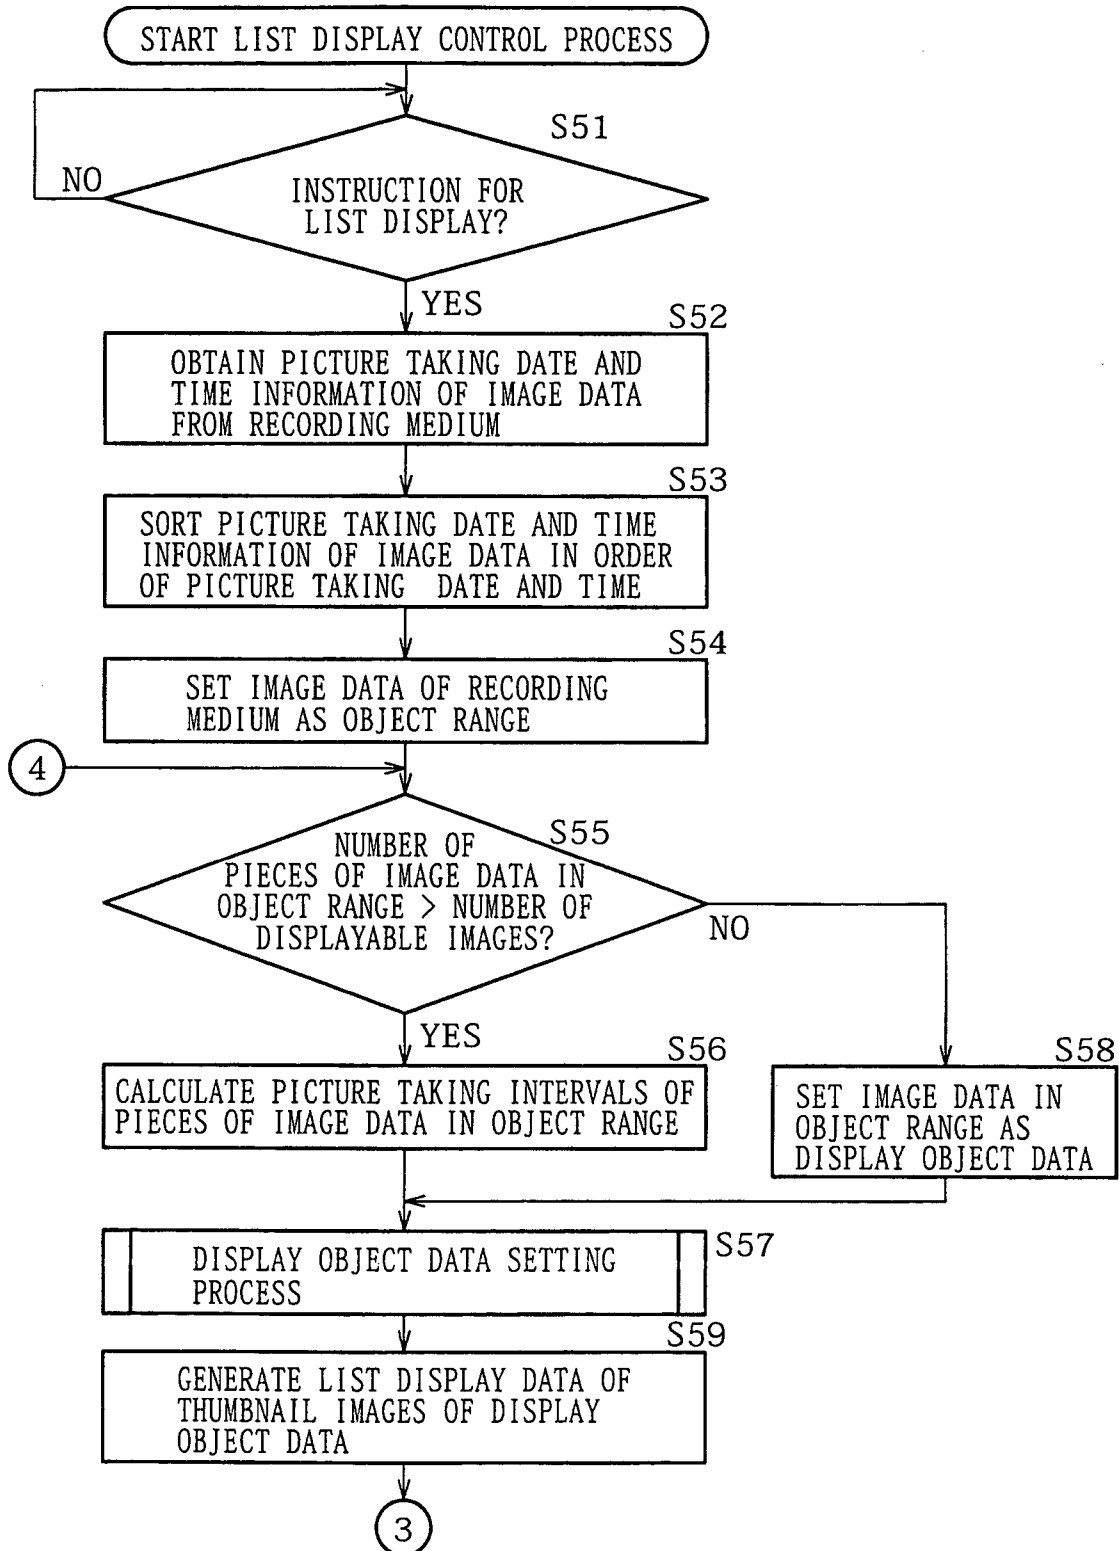 START LIST DISPLAY CONTROL PROCESS
S51
NO
INSTRUCTION FOR
LIST DISPLAY?
YES
S52
OBTAIN PICTURE TAKING DATE AND
TIME INFORMATION OF IMAGE DATA
FROM RECORDING MEDIUM
S53
SORT PICTURE TAKING DATE AND TIME
INFORMATION OF IMAGE DATA IN ORDER
OF PICTURE TAKING DATE AND TIME
S54
SET IMAGE DATA OF RECORDING
MEDIUM AS OBJECT RANGE
4
S55
NUMBER OF
PIECES OF IMAGE DATA IN
OBJECT RANGE > NUMBER OF
DISPLAYABLE IMAGES?
NO
YES
S56
CALCULATE PICTURE TAKING INTERVALS OF
PIECES OF IMAGE DATA IN OBJECT RANGE
S58
SET IMAGE DATA IN
OBJECT RANGE AS
DISPLAY OBJECT DATA
S57
DISPLAY OBJECT DATA SETTING
PROCESS
S59
GENERATE LIST DISPLAY DATA OF
THUMBNAIL IMAGES OF DISPLAY
OBJECT DATA
3